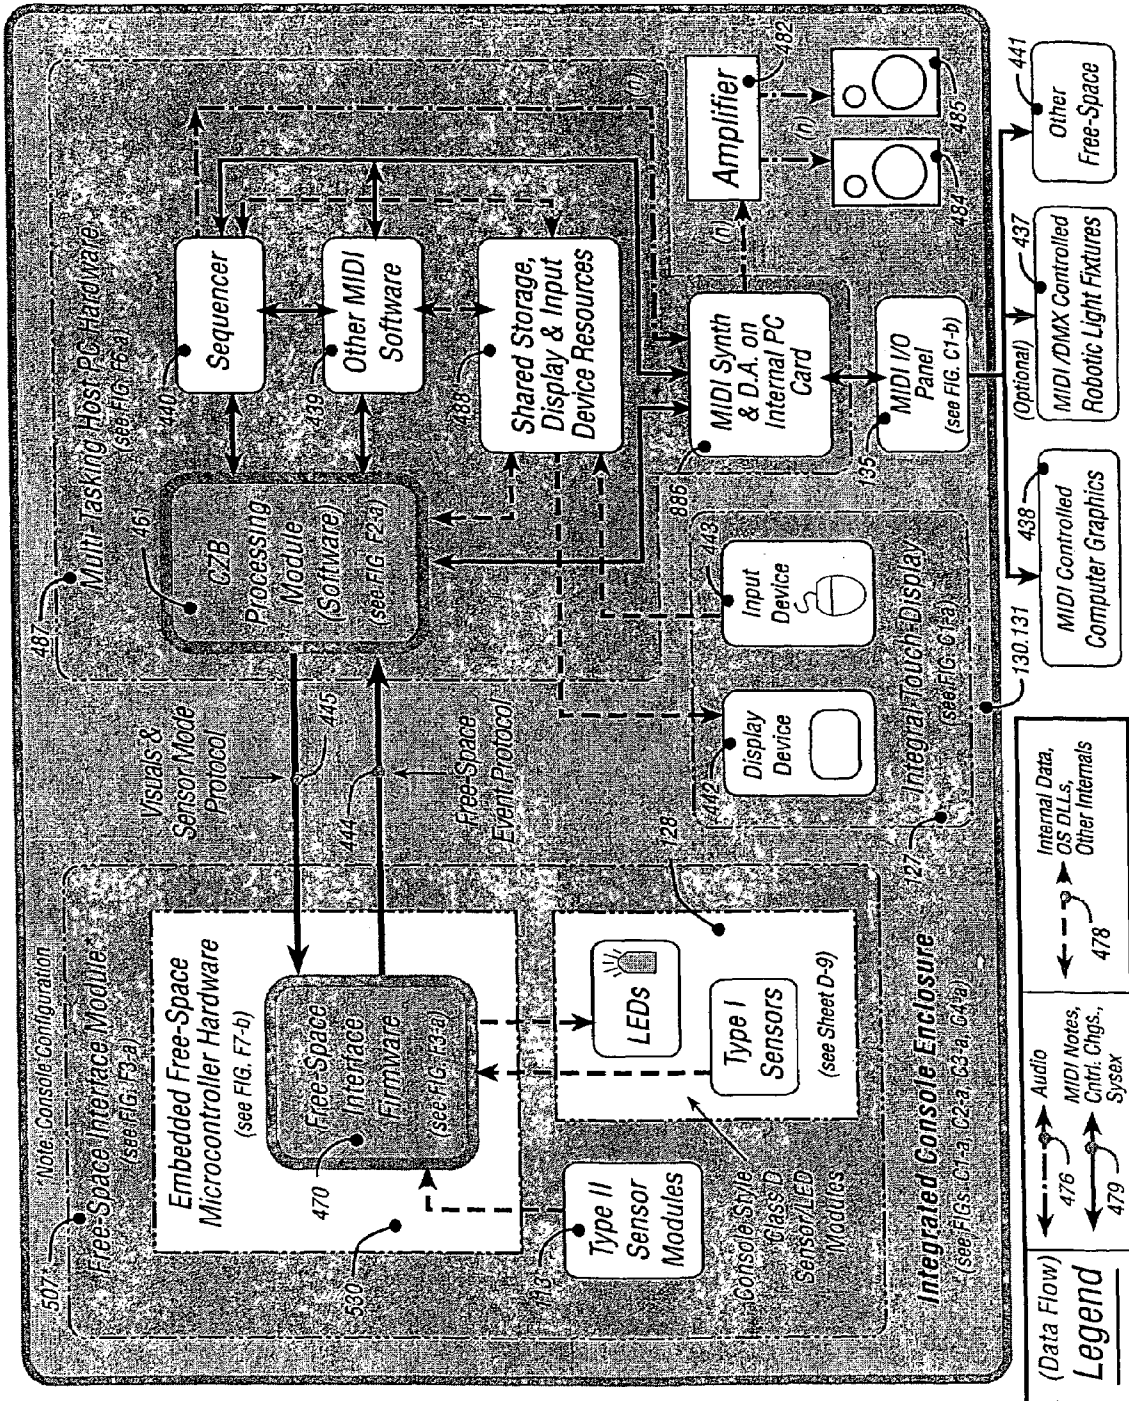 507
*Note: Console Configuration
"Free-Space Interface Module"*
(see FIG. F3-a)
Embedded Free-Space
Microcontroller Hardware
(see FIG. F7-b)
470
Free-Space
Interface
Firmware
(see FIG. F3-a)
530
113
Type II
Sensor
Modules
Console-Style
Class D
Sensor/LED
Modules
LEDs
Type I
Sensors
(see Sheet D-9)
128
Integrated Console Enclosure
(see FIGs. C1-a, C2-a, C3-a, C4-a)
Visuals &
Sensor Mode
Protocol
445
444
Free-Space
Event Protocol
487
Multi-Tasking Host PC Hardware
(see FIG. F6-a)
461
CZB
Processing
Module
(Software)
(see FIG. F2-a)
440
Sequencer
439
Other MIDI
Software
488
Shared Storage,
Display & Input
Device Resources
(n)
442
Display
Device
443
Input
Device
127
Integral Touch-Display
(see FIG. C1-a)
886
MIDI Synth
& D.A. on
Internal PC
Card
(n)
Amplifier
482
(n)
484
485
135
MIDI I/O
Panel
(see FIG. C1-b)
130.131
438
MIDI Controlled
Computer Graphics
(Optional)
437
MIDI /DMX Controlled
Robotic Light Fixtures
441
Other
Free-Space
(Data Flow)
Legend
Audio
476
MIDI Notes,
Cntrl. Chgs.,
Sysex
479
Internal Data,
OS DLLs,
Other Internals
478